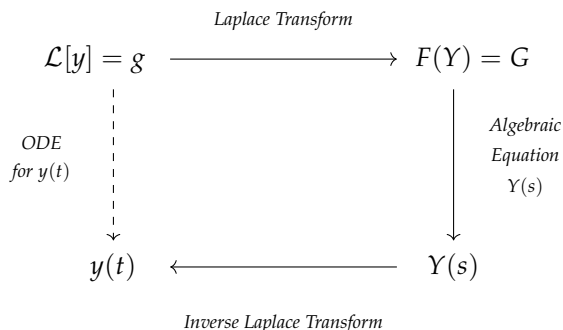 Laplace Transform
ℒ[y] = g
F(Y) = G
ODE
for y(t)
Algebraic
Equation
Y(s)
y(t)
Y(s)
Inverse Laplace Transform